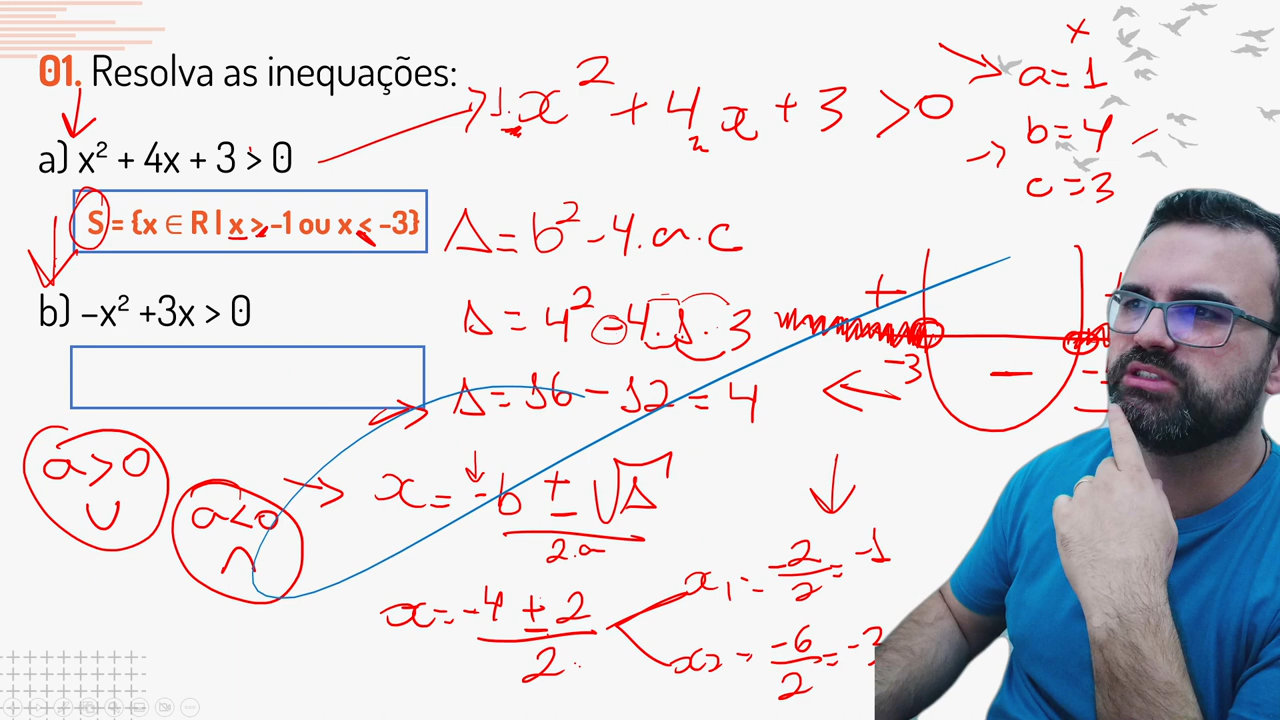 01. Resolva as inequações:
a) x² + 4x + 3 > 0
S = {x ∈ R | x > -1 ou x < -3}
b) –x² +3x > 0
a>0
a<0
1.x² + 4x + 3 > 0
x
a=1
b=4
c=3
Δ = b² - 4.a.c
Δ = 4² - 4.1.3
Δ = 16 - 12 = 4
x = -b ± √Δ
2.a
x = -4 ± 2
2
x₁ = -2/2 = -1
x₂ = -6/2 = -3
+
-3
-